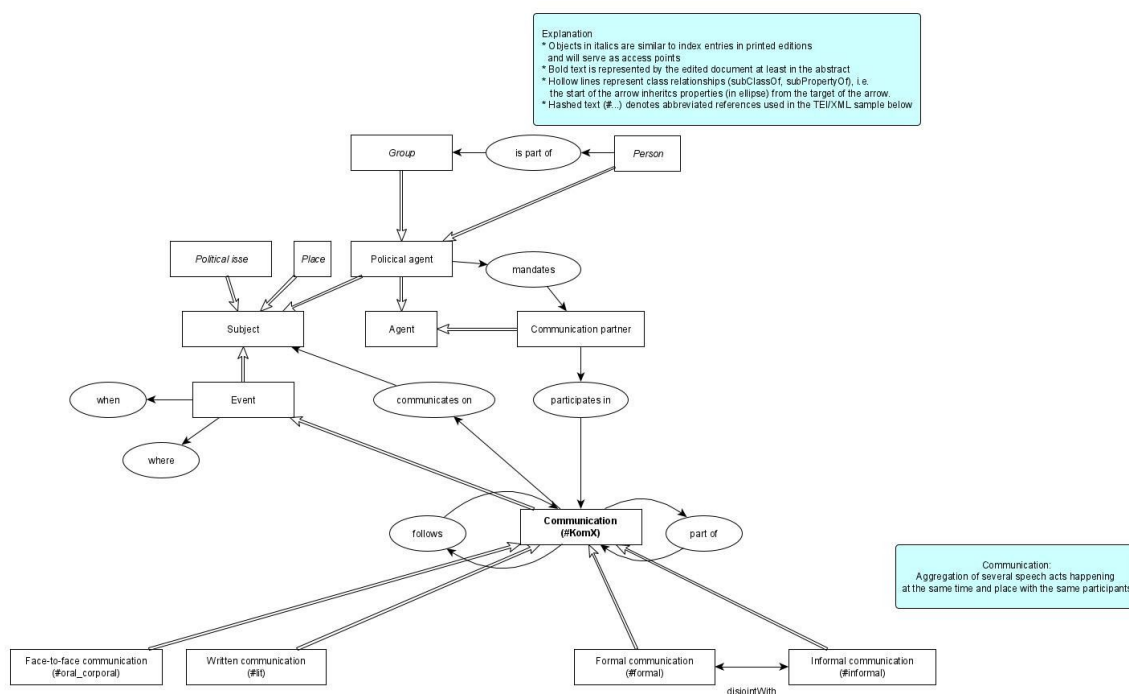 Explanation
* Objects in italics are similar to index entries in printed editions
and will serve as access points
* Bold text is represented by the edited document at least in the abstract
* Hollow lines represent class relationships (subClassOf, subPropertyOf), i.e.
the start of the arrow inheritcs properties (in ellipse) from the target of the arrow.
* Hashed text (#...) denotes abbreviated references used in the TEI/XML sample below
Group
is part of
Person
Political isse
Place
Policical agent
mandates
Subject
Agent
Communication partner
when
Event
communicates on
participates in
where
follows
Communication
(#KomX)
part of
Communication:
Aggregation of several speech acts happening
at the same time and place with the same participants
Face-to-face communication
(#oral_corporal)
Written communication
(#lit)
Formal communication
(#formal)
Informal communication
(#informal)
disjointWith